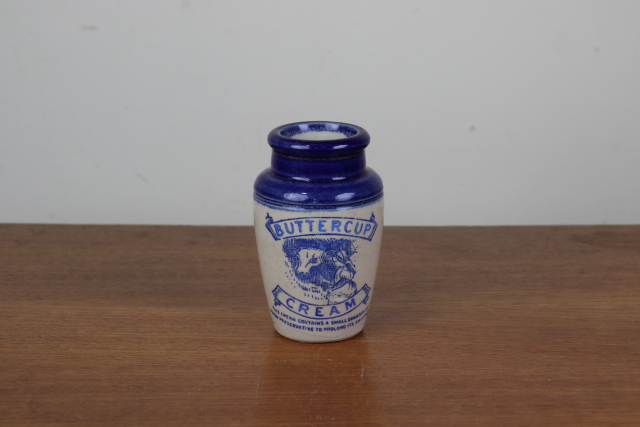 BUTTERCUP
CREAM
CREAM CONTAINS A SMALL
PRESERVATIVE TO PROLONG ITS